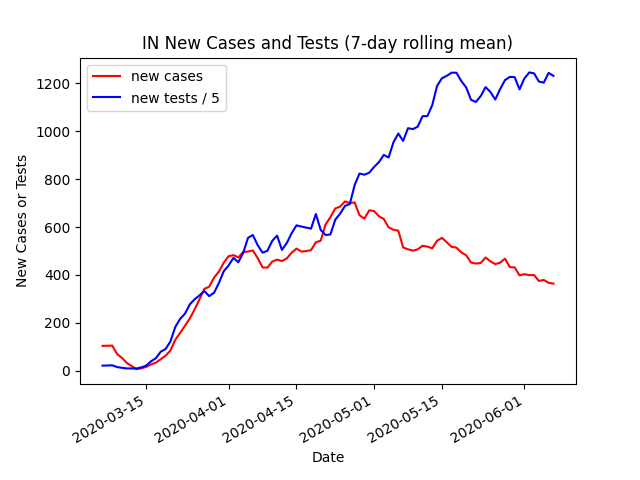 IN New Cases and Tests (7-day rolling mean)
new cases
new tests / 5
1200
1000
800
600
400
200
0
New Cases or Tests
2020-03-15
2020-04-01
2020-04-15
2020-05-01
2020-05-15
2020-06-01
Date